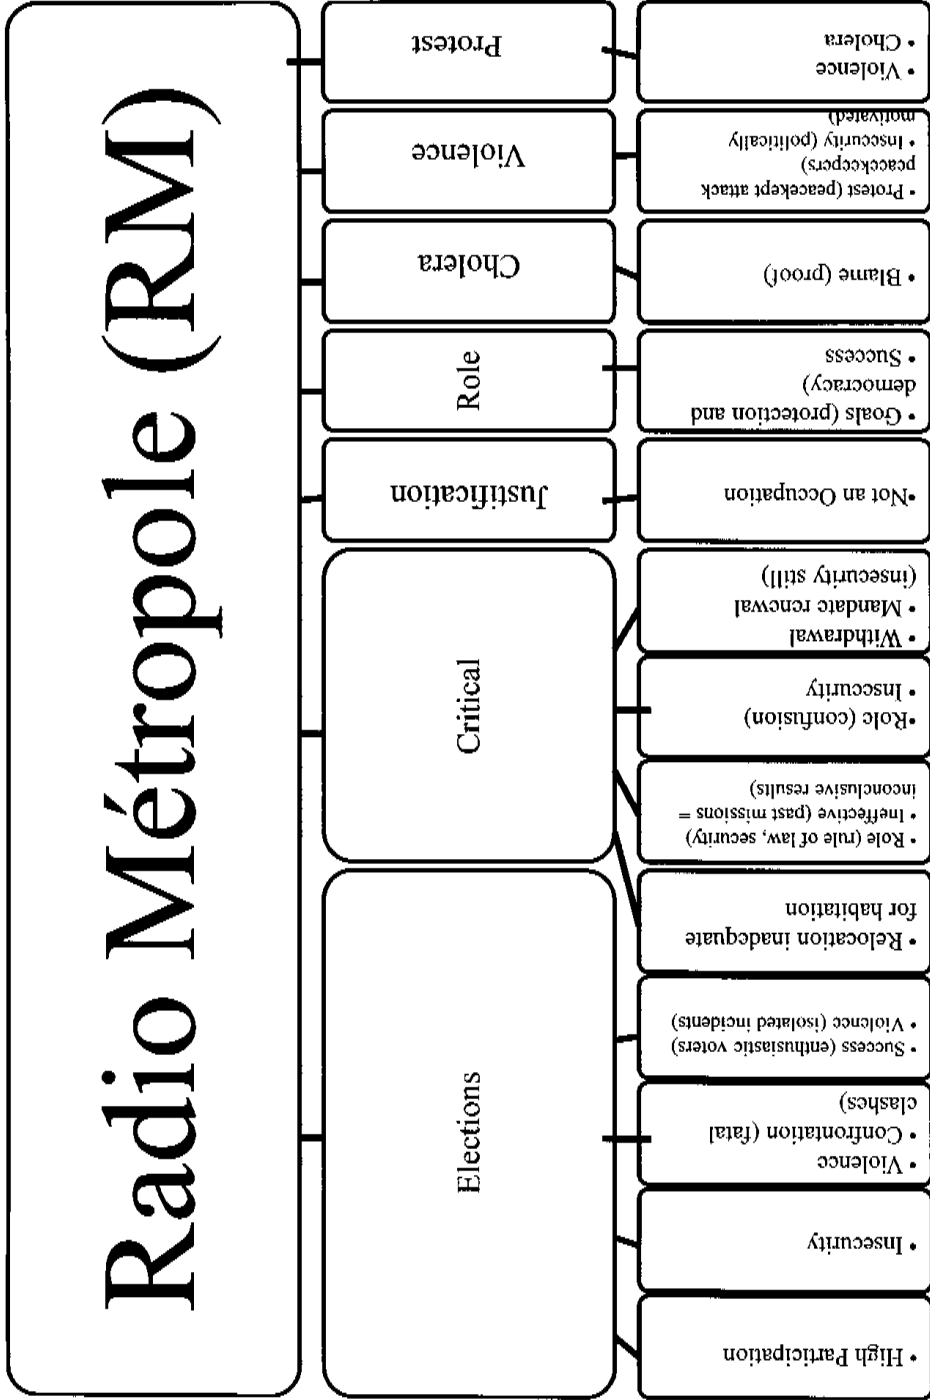 Radio Métropole (RM)
Elections
Critical
Justification
Role
Cholera
Violence
Protest
• High Participation
• Insecurity
• Violence
• Confrontation (fatal
clashes)
• Success (enthusiastic voters)
• Violence (isolated incidents)
• Relocation inadequate
for habitation
• Role (rule of law, security)
• Ineffective (past missions =
inconclusive results)
•Role (confusion)
• Insecurity
• Withdrawal
• Mandate renewal
(insecurity still)
•Not an Occupation
• Goals (protection and
democracy)
• Success
• Blame (proof)
• Protest (peacekept attack
peacekeepers)
• Insecurity (politically
motivated)
• Violence
• Cholera